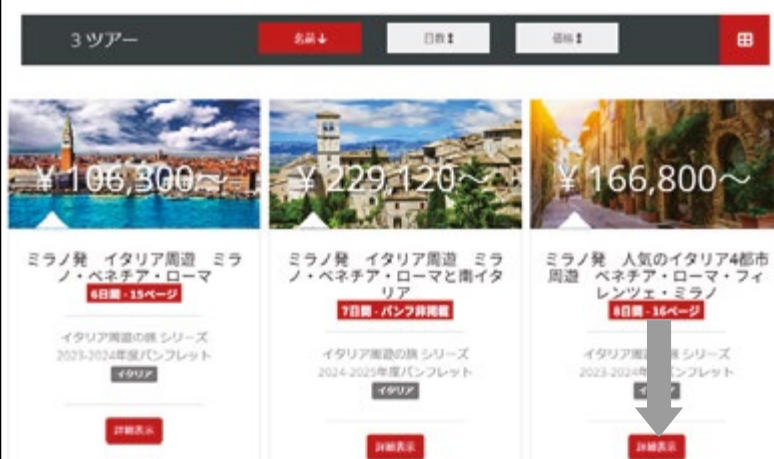 3 ツアー
名前
日数
価格
¥ 106,300～
ミラノ発　イタリア周遊　ミラ
ノ・ベネチア・ローマ
6日間 - 15ページ
イタリア周遊の旅 シリーズ
2023-2024年度パンフレット
イタリア
詳細表示
¥ 229,120～
ミラノ発　イタリア周遊　ミラ
ノ・ベネチア・ローマと南イタ
リア
7日間 - パンフ非掲載
イタリア周遊の旅 シリーズ
2024-2025年度パンフレット
イタリア
詳細表示
¥ 166,800～
ミラノ発　人気のイタリア4都市
周遊　ベネチア・ローマ・フィ
レンツェ・ミラノ
8日間 - 16ページ
イタリア周 旅 シリーズ
2023-2024年 パンフレット
詳細表示